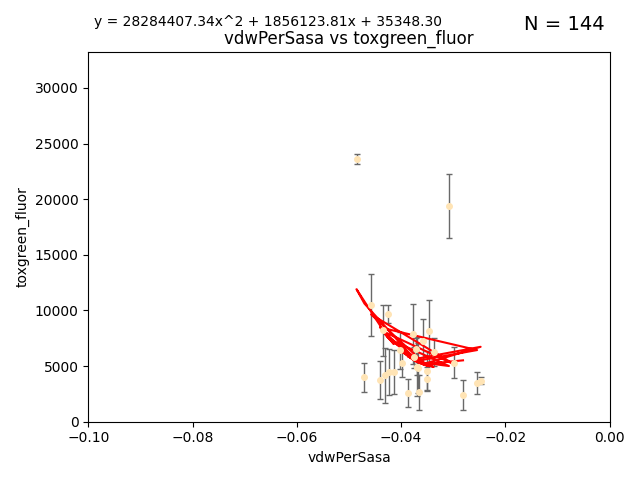 y = 28284407.34x^2 + 1856123.81x + 35348.30
N = 144
vdwPerSasa vs toxgreen_fluor
30000
25000
20000
15000
10000
5000
0
toxgreen_fluor
−0.10
−0.08
−0.06
−0.04
−0.02
0.00
vdwPerSasa